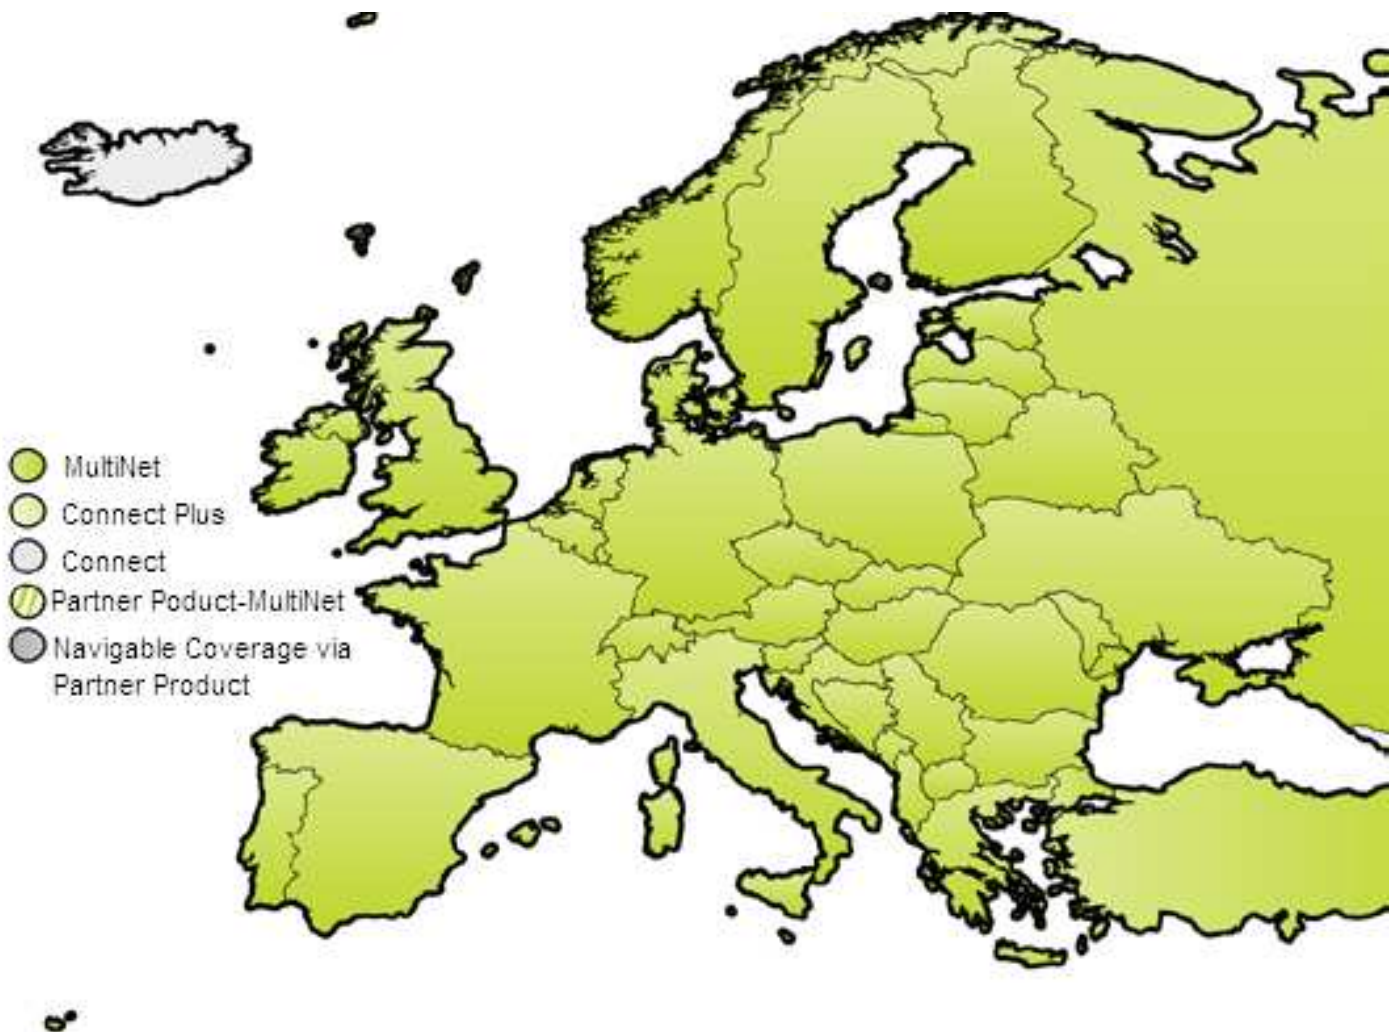 MultiNet
Connect Plus
Connect
Partner Poduct-MultiNet
Navigable Coverage via
Partner Product